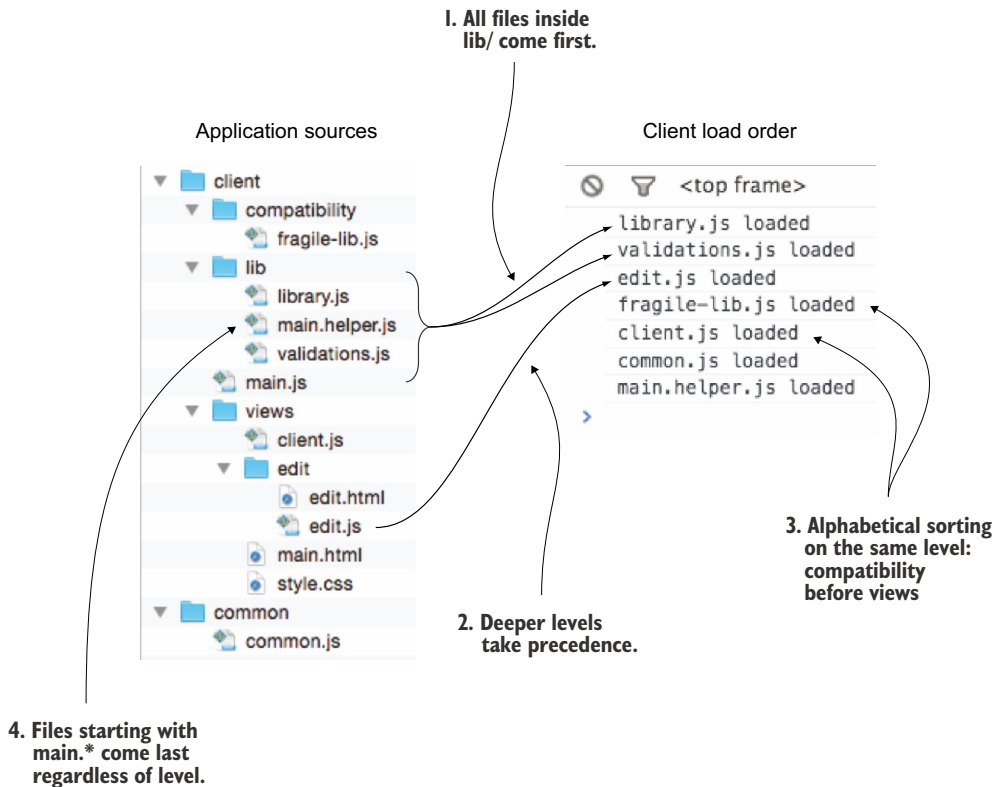 1. All files inside
lib/ come first.
Application sources
Client load order
client
compatibility
fragile-lib.js
lib
library.js
main.helper.js
validations.js
main.js
views
client.js
edit
edit.html
edit.js
main.html
style.css
common
common.js
<top frame>
library.js loaded
validations.js loaded
edit.js loaded
fragile-lib.js loaded
client.js loaded
common.js loaded
main.helper.js loaded
>
3. Alphabetical sorting
on the same level:
compatibility
before views
2. Deeper levels
take precedence.
4. Files starting with
main.* come last
regardless of level.